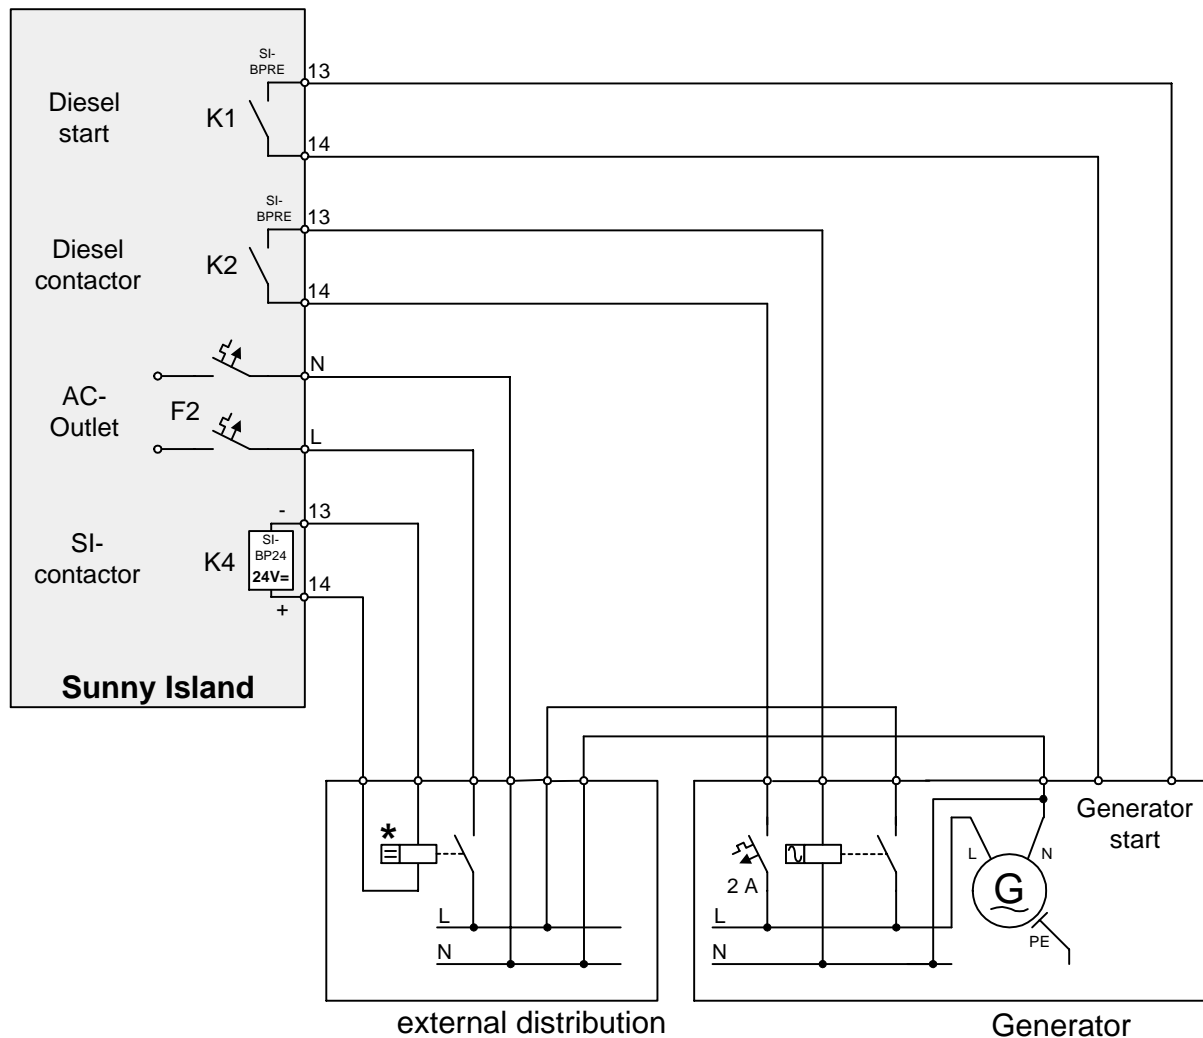 SI-
BPRE
13
Diesel
start
K1
14
SI-
BPRE
13
Diesel
contactor
K2
14
N
AC-
Outlet
F2
L
-
13
SI-
contactor
K4
SI-
BP24
24V=
14
+
Sunny Island
Generator
start
*
2 A
L
N
G
PE
L
N
L
N
external distribution
Generator